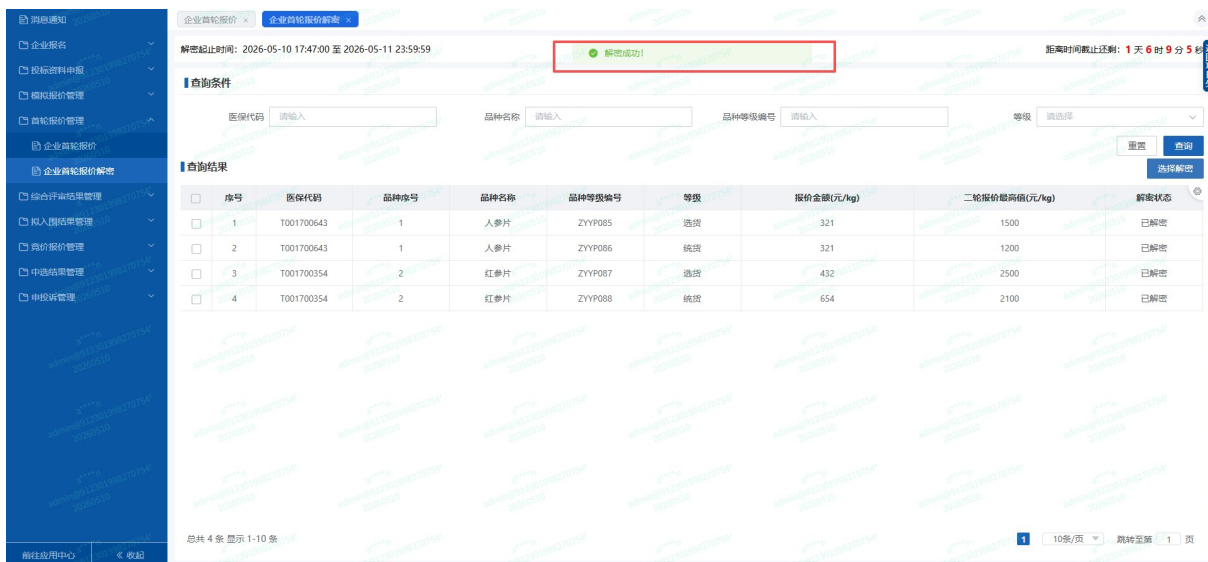 消息通知
企业报名
投标资料申报
模拟报价管理
首轮报价管理
企业首轮报价
企业首轮报价解密
综合评审结果管理
拟入围结果管理
竞价报价管理
中选结果管理
申投诉管理
前往应用中心 《 收起
企业首轮报价 × 企业首轮报价解密 ×
解密起止时间：2026-05-10 17:47:00 至 2026-05-11 23:59:59 解密成功! 距离时间截止还剩：1 天 6 时 9 分 5 秒
查询条件
医保代码 请输入 品种名称 请输入 品种等级编号 请输入 等级 请选择
重置 查询
查询结果 选择解密
序号 医保代码 品种序号 品种名称 品种等级编号 等级 报价金额(元/kg) 二轮报价最高值(元/kg) 解密状态
1 T001700643 1 人参片 ZYYP085 选货 321 1500 已解密
2 T001700643 1 人参片 ZYYP086 统货 321 1200 已解密
3 T001700354 2 红参片 ZYYP087 选货 432 2500 已解密
4 T001700354 2 红参片 ZYYP088 统货 654 2100 已解密
总共 4 条 显示 1-10 条 1 10条/页 跳转至第 1 页